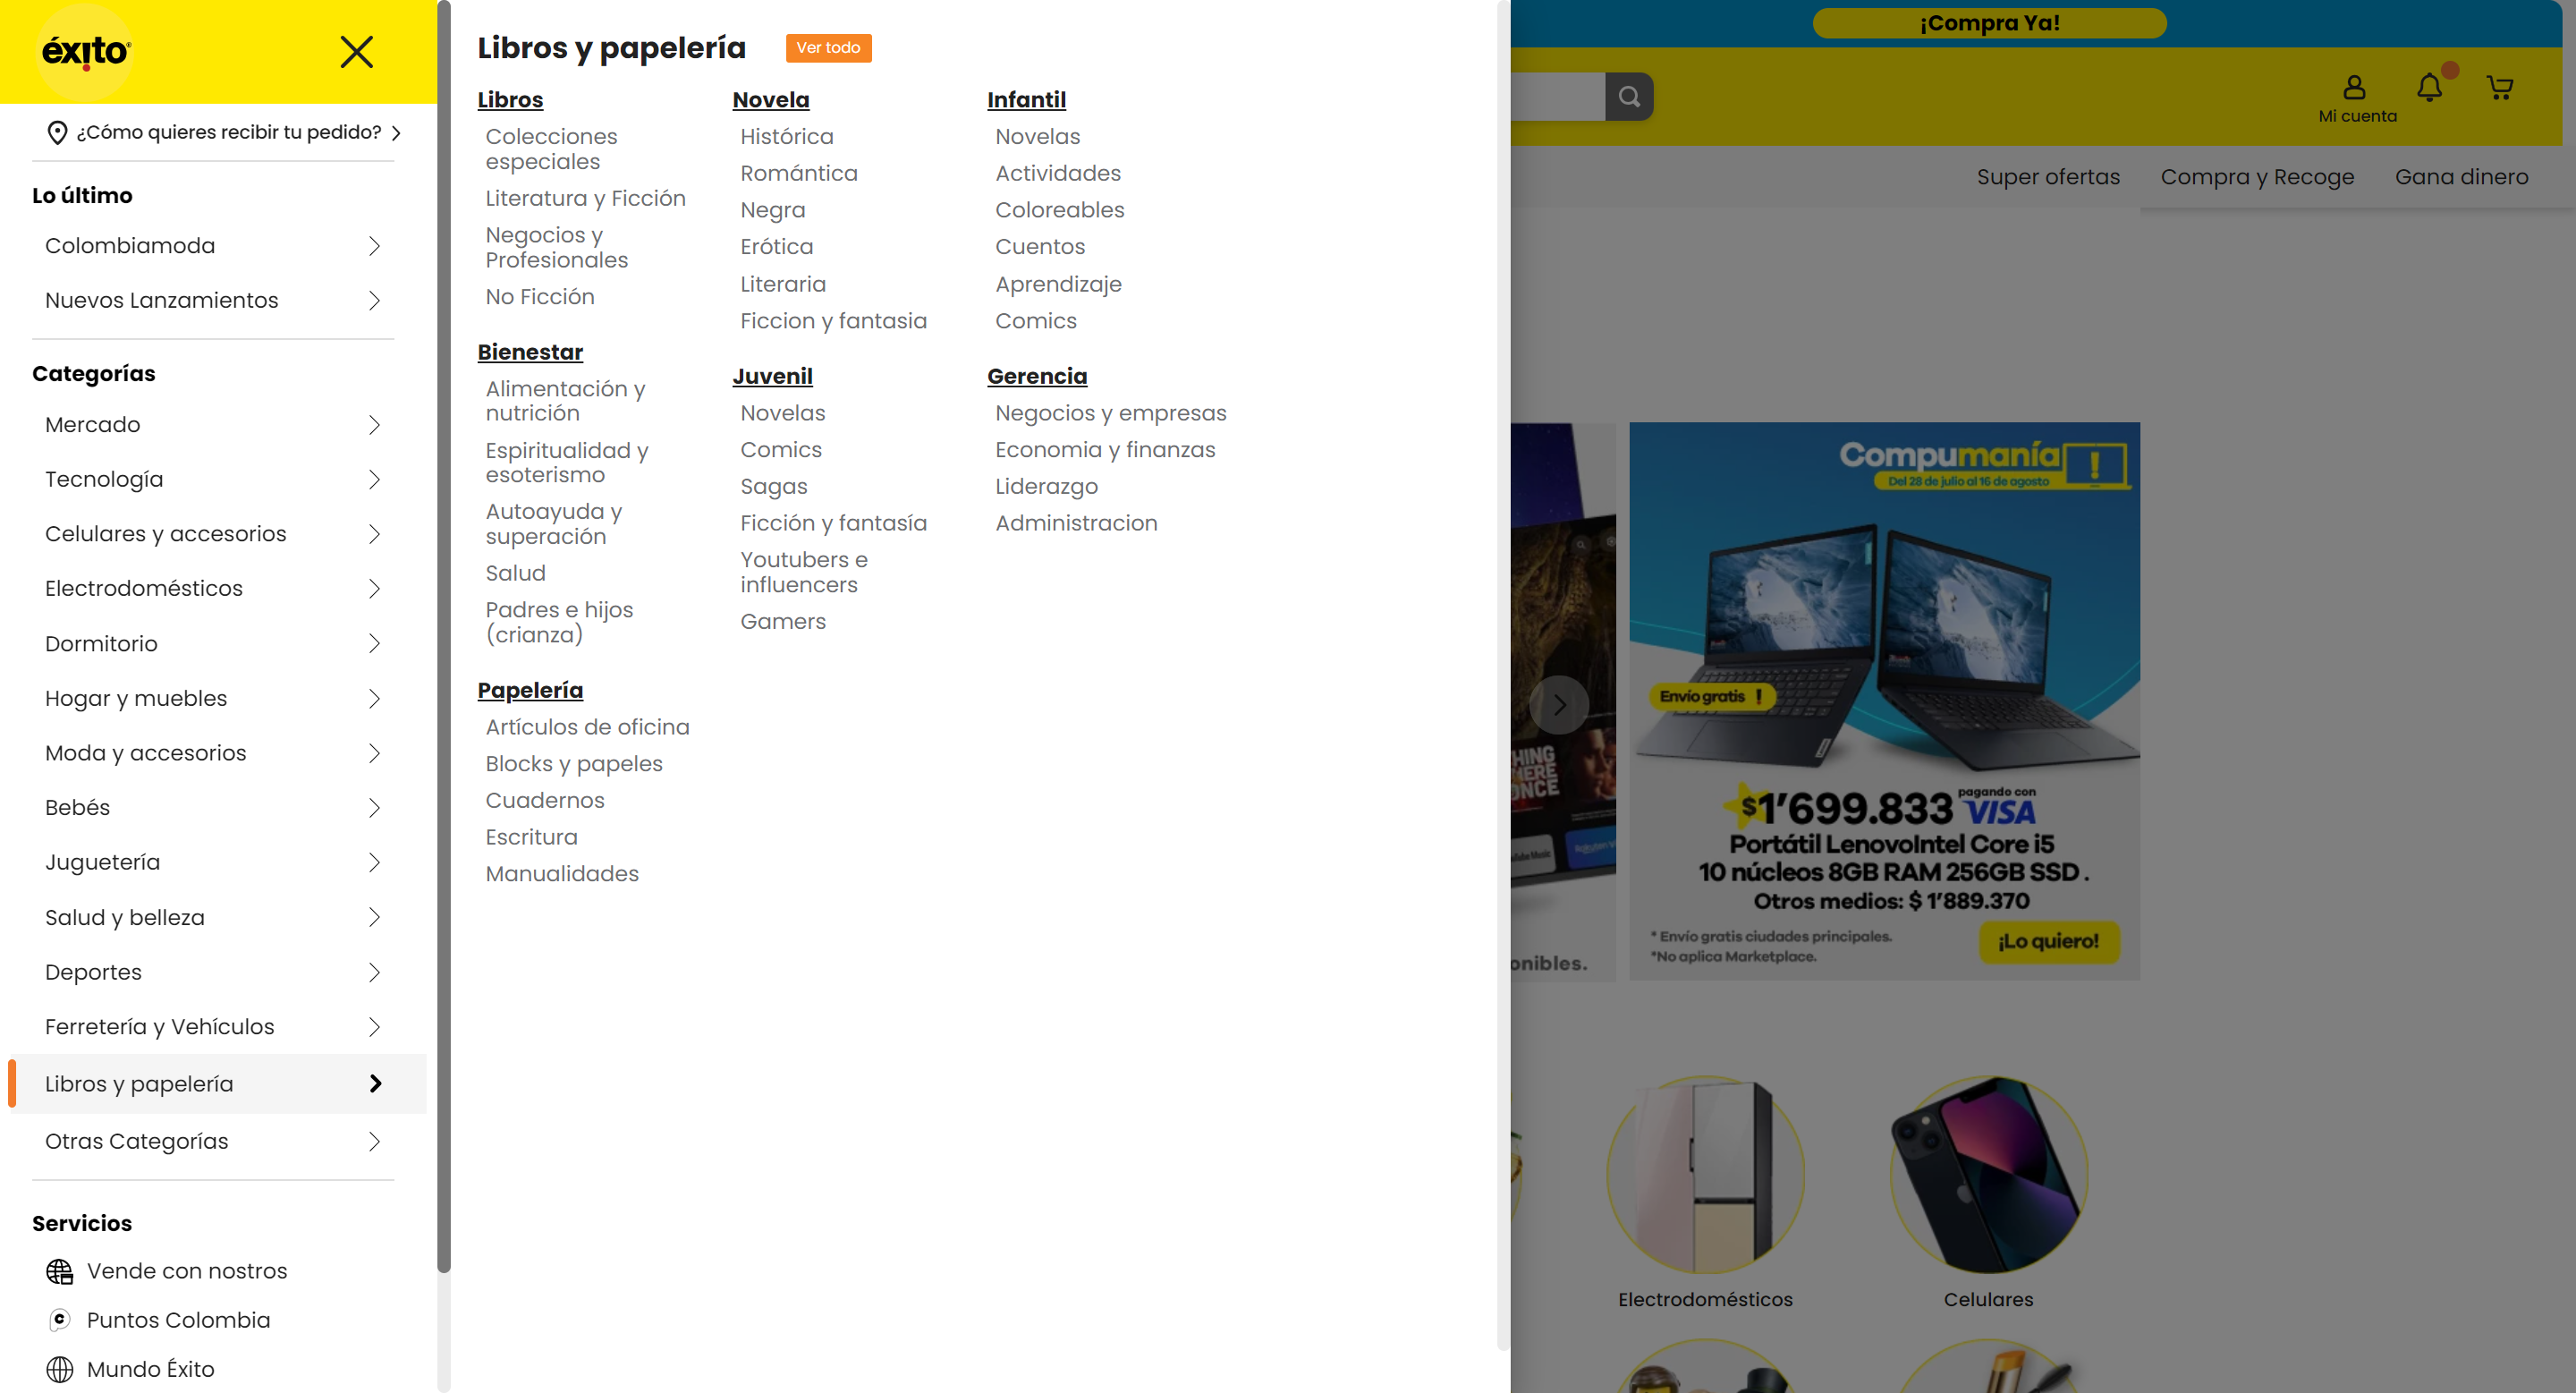 éxito
¿Cómo quieres recibir tu pedido?
Lo último
Colombiamoda
Nuevos Lanzamientos
Categorías
Mercado
Tecnología
Celulares y accesorios
Electrodomésticos
Dormitorio
Hogar y muebles
Moda y accesorios
Bebés
Juguetería
Salud y belleza
Deportes
Ferretería y Vehículos
Libros y papelería
Otras Categorías
Servicios
Vende con nostros
Puntos Colombia
Mundo Éxito
Libros y papelería
Ver todo
Libros
Colecciones
especiales
Literatura y Ficción
Negocios y
Profesionales
No Ficción
Bienestar
Alimentación y
nutrición
Espiritualidad y
esoterismo
Autoayuda y
superación
Salud
Padres e hijos
(crianza)
Papelería
Artículos de oficina
Blocks y papeles
Cuadernos
Escritura
Manualidades
Novela
Histórica
Romántica
Negra
Erótica
Literaria
Ficcion y fantasia
Juvenil
Novelas
Comics
Sagas
Ficción y fantasía
Youtubers e
influencers
Gamers
Infantil
Novelas
Actividades
Coloreables
Cuentos
Aprendizaje
Comics
Gerencia
Negocios y empresas
Economia y finanzas
Liderazgo
Administracion
¡Compra Ya!
Mi cuenta
Super ofertas
Compra y Recoge
Gana dinero
onibles.
Compumanía
Del 28 de julio al 16 de agosto
Envío gratis
$1'699.833 pagando con VISA
Portátil LenovoIntel Core i5
10 núcleos 8GB RAM 256GB SSD .
Otros medios: $ 1'889.370
* Envío gratis ciudades principales.
*No aplica Marketplace.
¡Lo quiero!
Electrodomésticos
Celulares